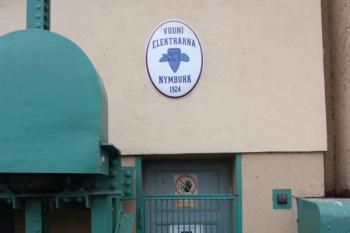 VODNÍ
ELEKTRÁRNA
NYMBURK
1924